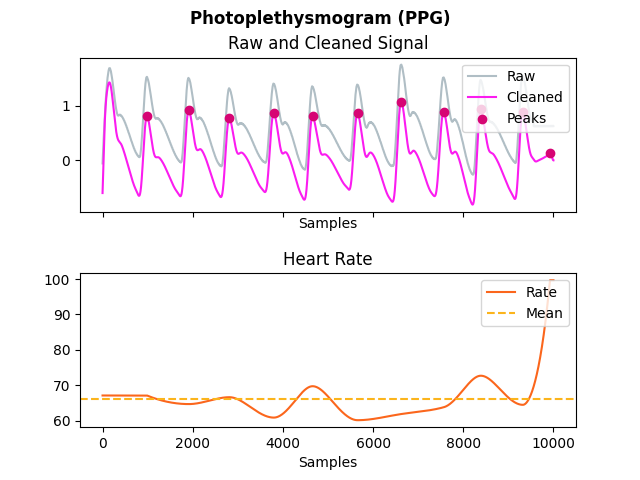 Photoplethysmogram (PPG)
Raw and Cleaned Signal
1
0
Raw
Cleaned
Peaks
Samples
Heart Rate
100
90
80
70
60
Rate
Mean
0 2000 4000 6000 8000 10000
Samples